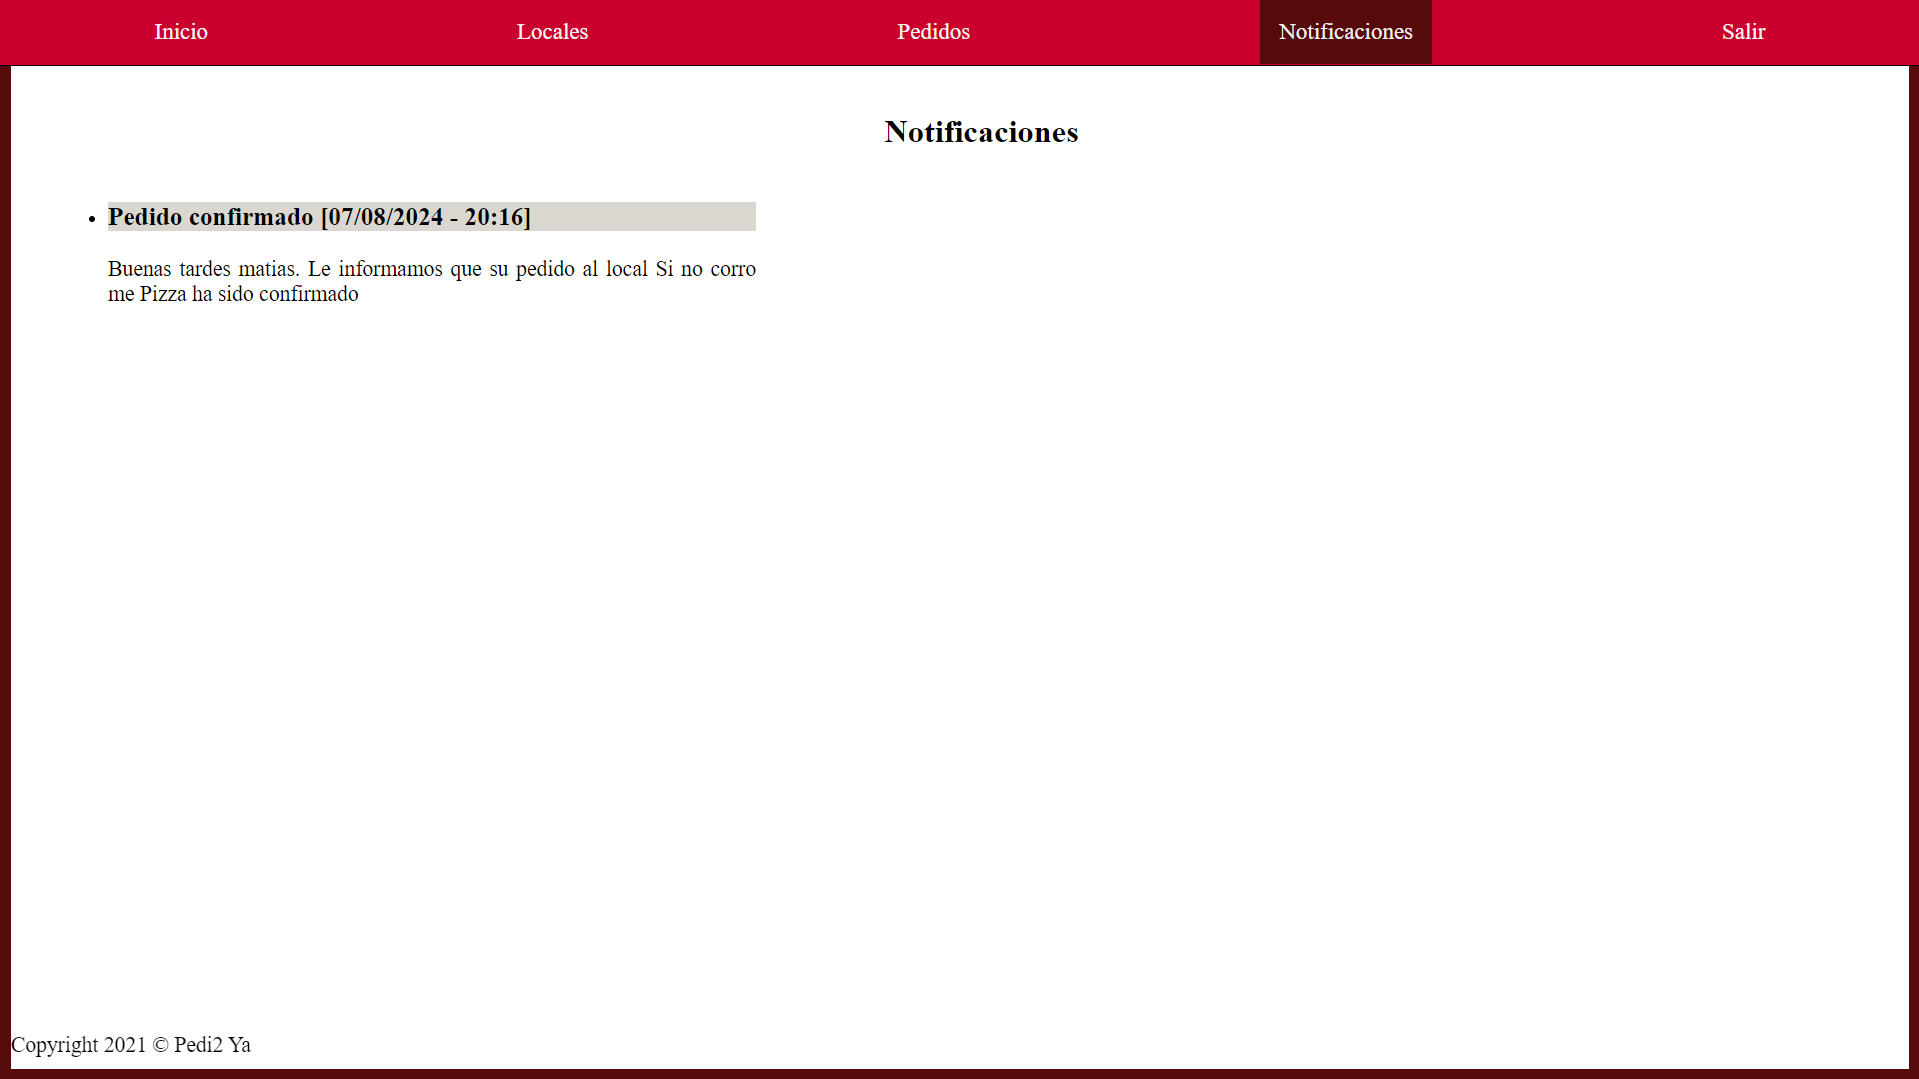 Inicio Locales Pedidos Notificaciones Salir
Notificaciones
Pedido confirmado [07/08/2024 - 20:16]
Buenas tardes matias. Le informamos que su pedido al local Si no corro
me Pizza ha sido confirmado
Copyright 2021 © Pedi2 Ya